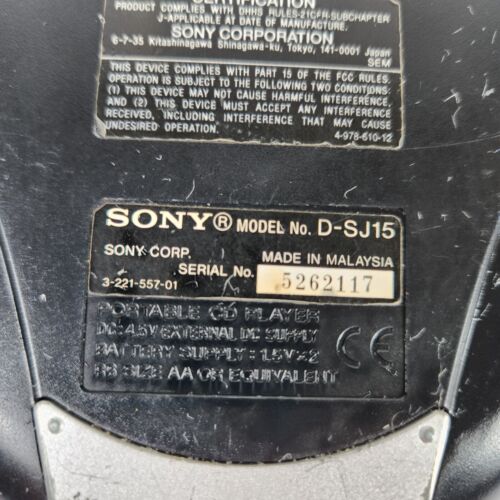 CERTIFICATION
PRODUCT COMPLIES WITH DHHS RULES-21CFR-SUBCHAPTER
J-APPLICABLE AT DATE OF MANUFACTURE.
SONY CORPORATION
6-7-35 Kitashinagawa Shinagawa-ku, Tokyo, 141-0001 Japan
SEM
THIS DEVICE COMPLIES WITH PART 15 OF THE FCC RULES.
OPERATION IS SUBJECT TO THE FOLLOWING TWO CONDITIONS:
(1) THIS DEVICE MAY NOT CAUSE HARMFUL INTERFERENCE,
AND (2) THIS DEVICE MUST ACCEPT ANY INTERFERENCE
RECEIVED, INCLUDING INTERFERENCE THAT MAY CAUSE
UNDESIRED OPERATION.
4-978-610-12
SONY® MODEL No. D-SJ15
SONY CORP. MADE IN MALAYSIA
SERIAL No. 5262117
3-221-557-01
PORTABLE CD PLAYER
DC: 4.5V EXTERNAL DC SUPPLY
BATTERY SUPPLY : 1.5V×2
R6 SIZE AA OR EQUIVALENT
CE